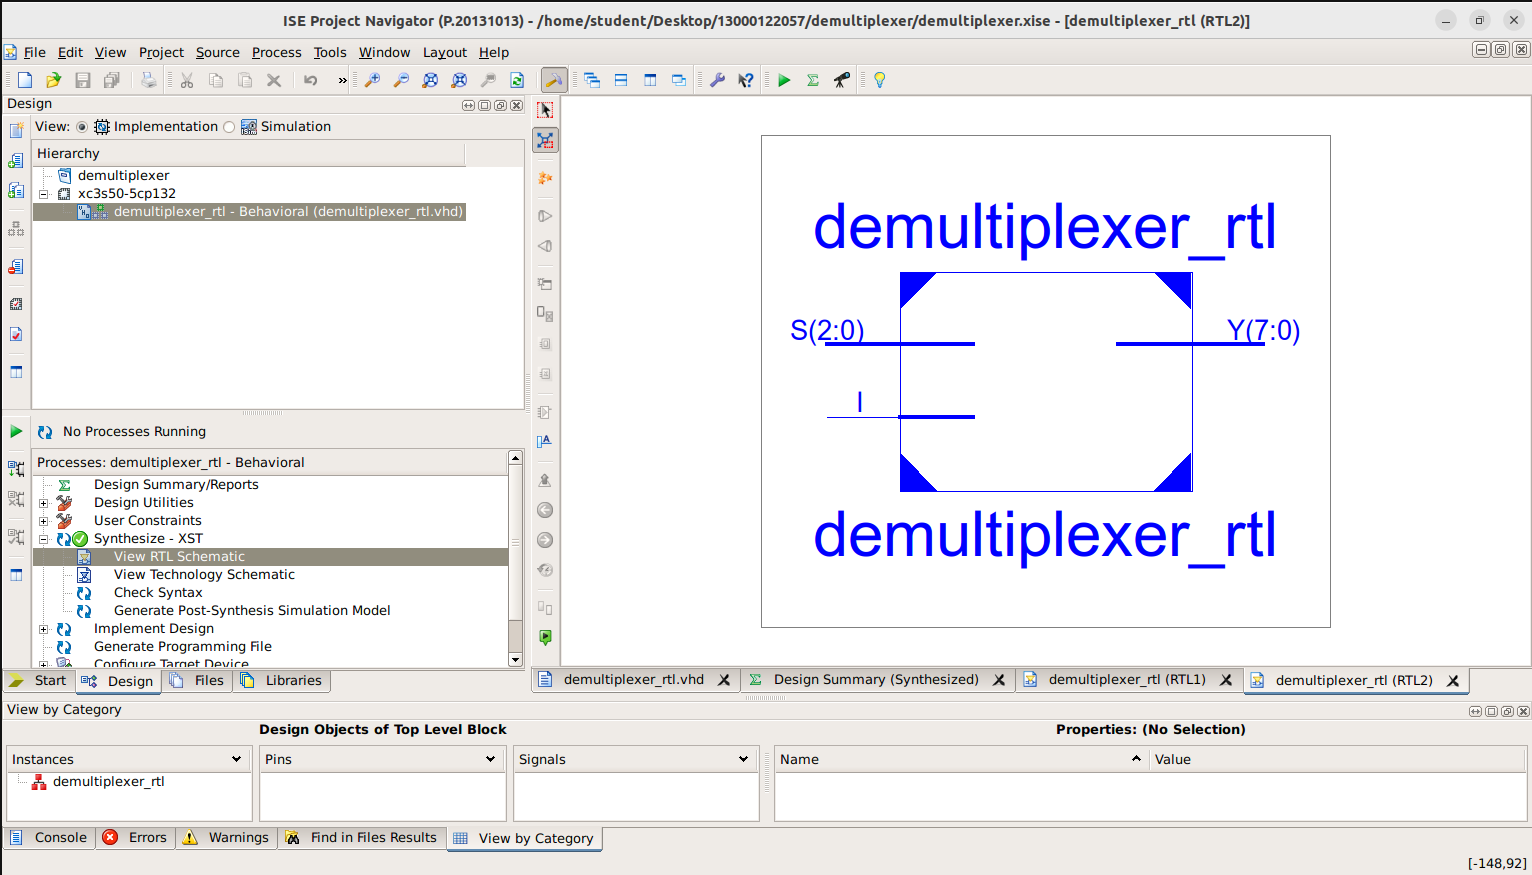 ISE Project Navigator (P.20131013) - /home/student/Desktop/13000122057/demultiplexer/demultiplexer.xise - [demultiplexer_rtl (RTL2)]
File Edit View Project Source Process Tools Window Layout Help
Design
View: Implementation Simulation
Hierarchy
demultiplexer
xc3s50-5cp132
demultiplexer_rtl - Behavioral (demultiplexer_rtl.vhd)
No Processes Running
Processes: demultiplexer_rtl - Behavioral
Design Summary/Reports
Design Utilities
User Constraints
Synthesize - XST
View RTL Schematic
View Technology Schematic
Check Syntax
Generate Post-Synthesis Simulation Model
Implement Design
Generate Programming File
Configure Target Device
Start Design Files Libraries
demultiplexer_rtl
S(2:0) Y(7:0)
I
demultiplexer_rtl
demultiplexer_rtl.vhd Design Summary (Synthesized) demultiplexer_rtl (RTL1) demultiplexer_rtl (RTL2)
View by Category
Design Objects of Top Level Block Properties: (No Selection)
Instances Pins Signals Name Value
demultiplexer_rtl
Console Errors Warnings Find in Files Results View by Category
[-148,92]